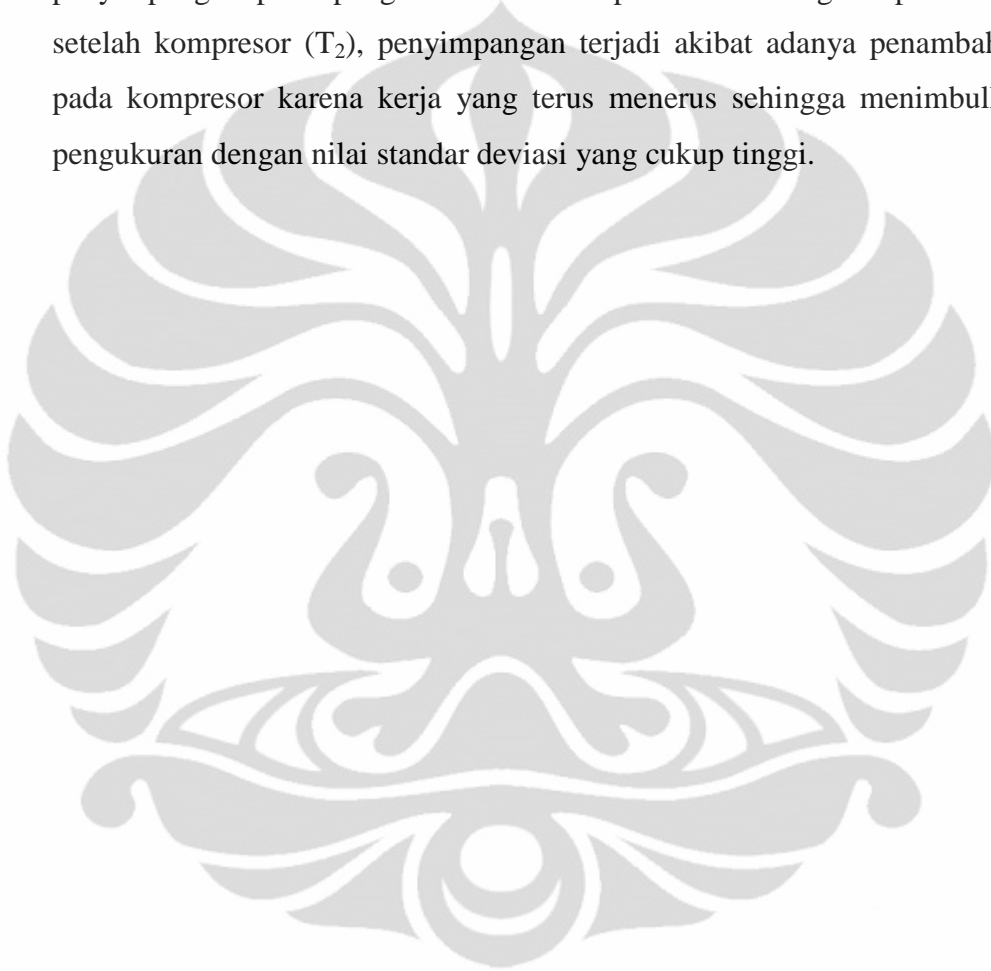 setelah kompresor (T₂), penyimpangan terjadi akibat adanya penambah
pada kompresor karena kerja yang terus menerus sehingga menimbul
pengukuran dengan nilai standar deviasi yang cukup tinggi.